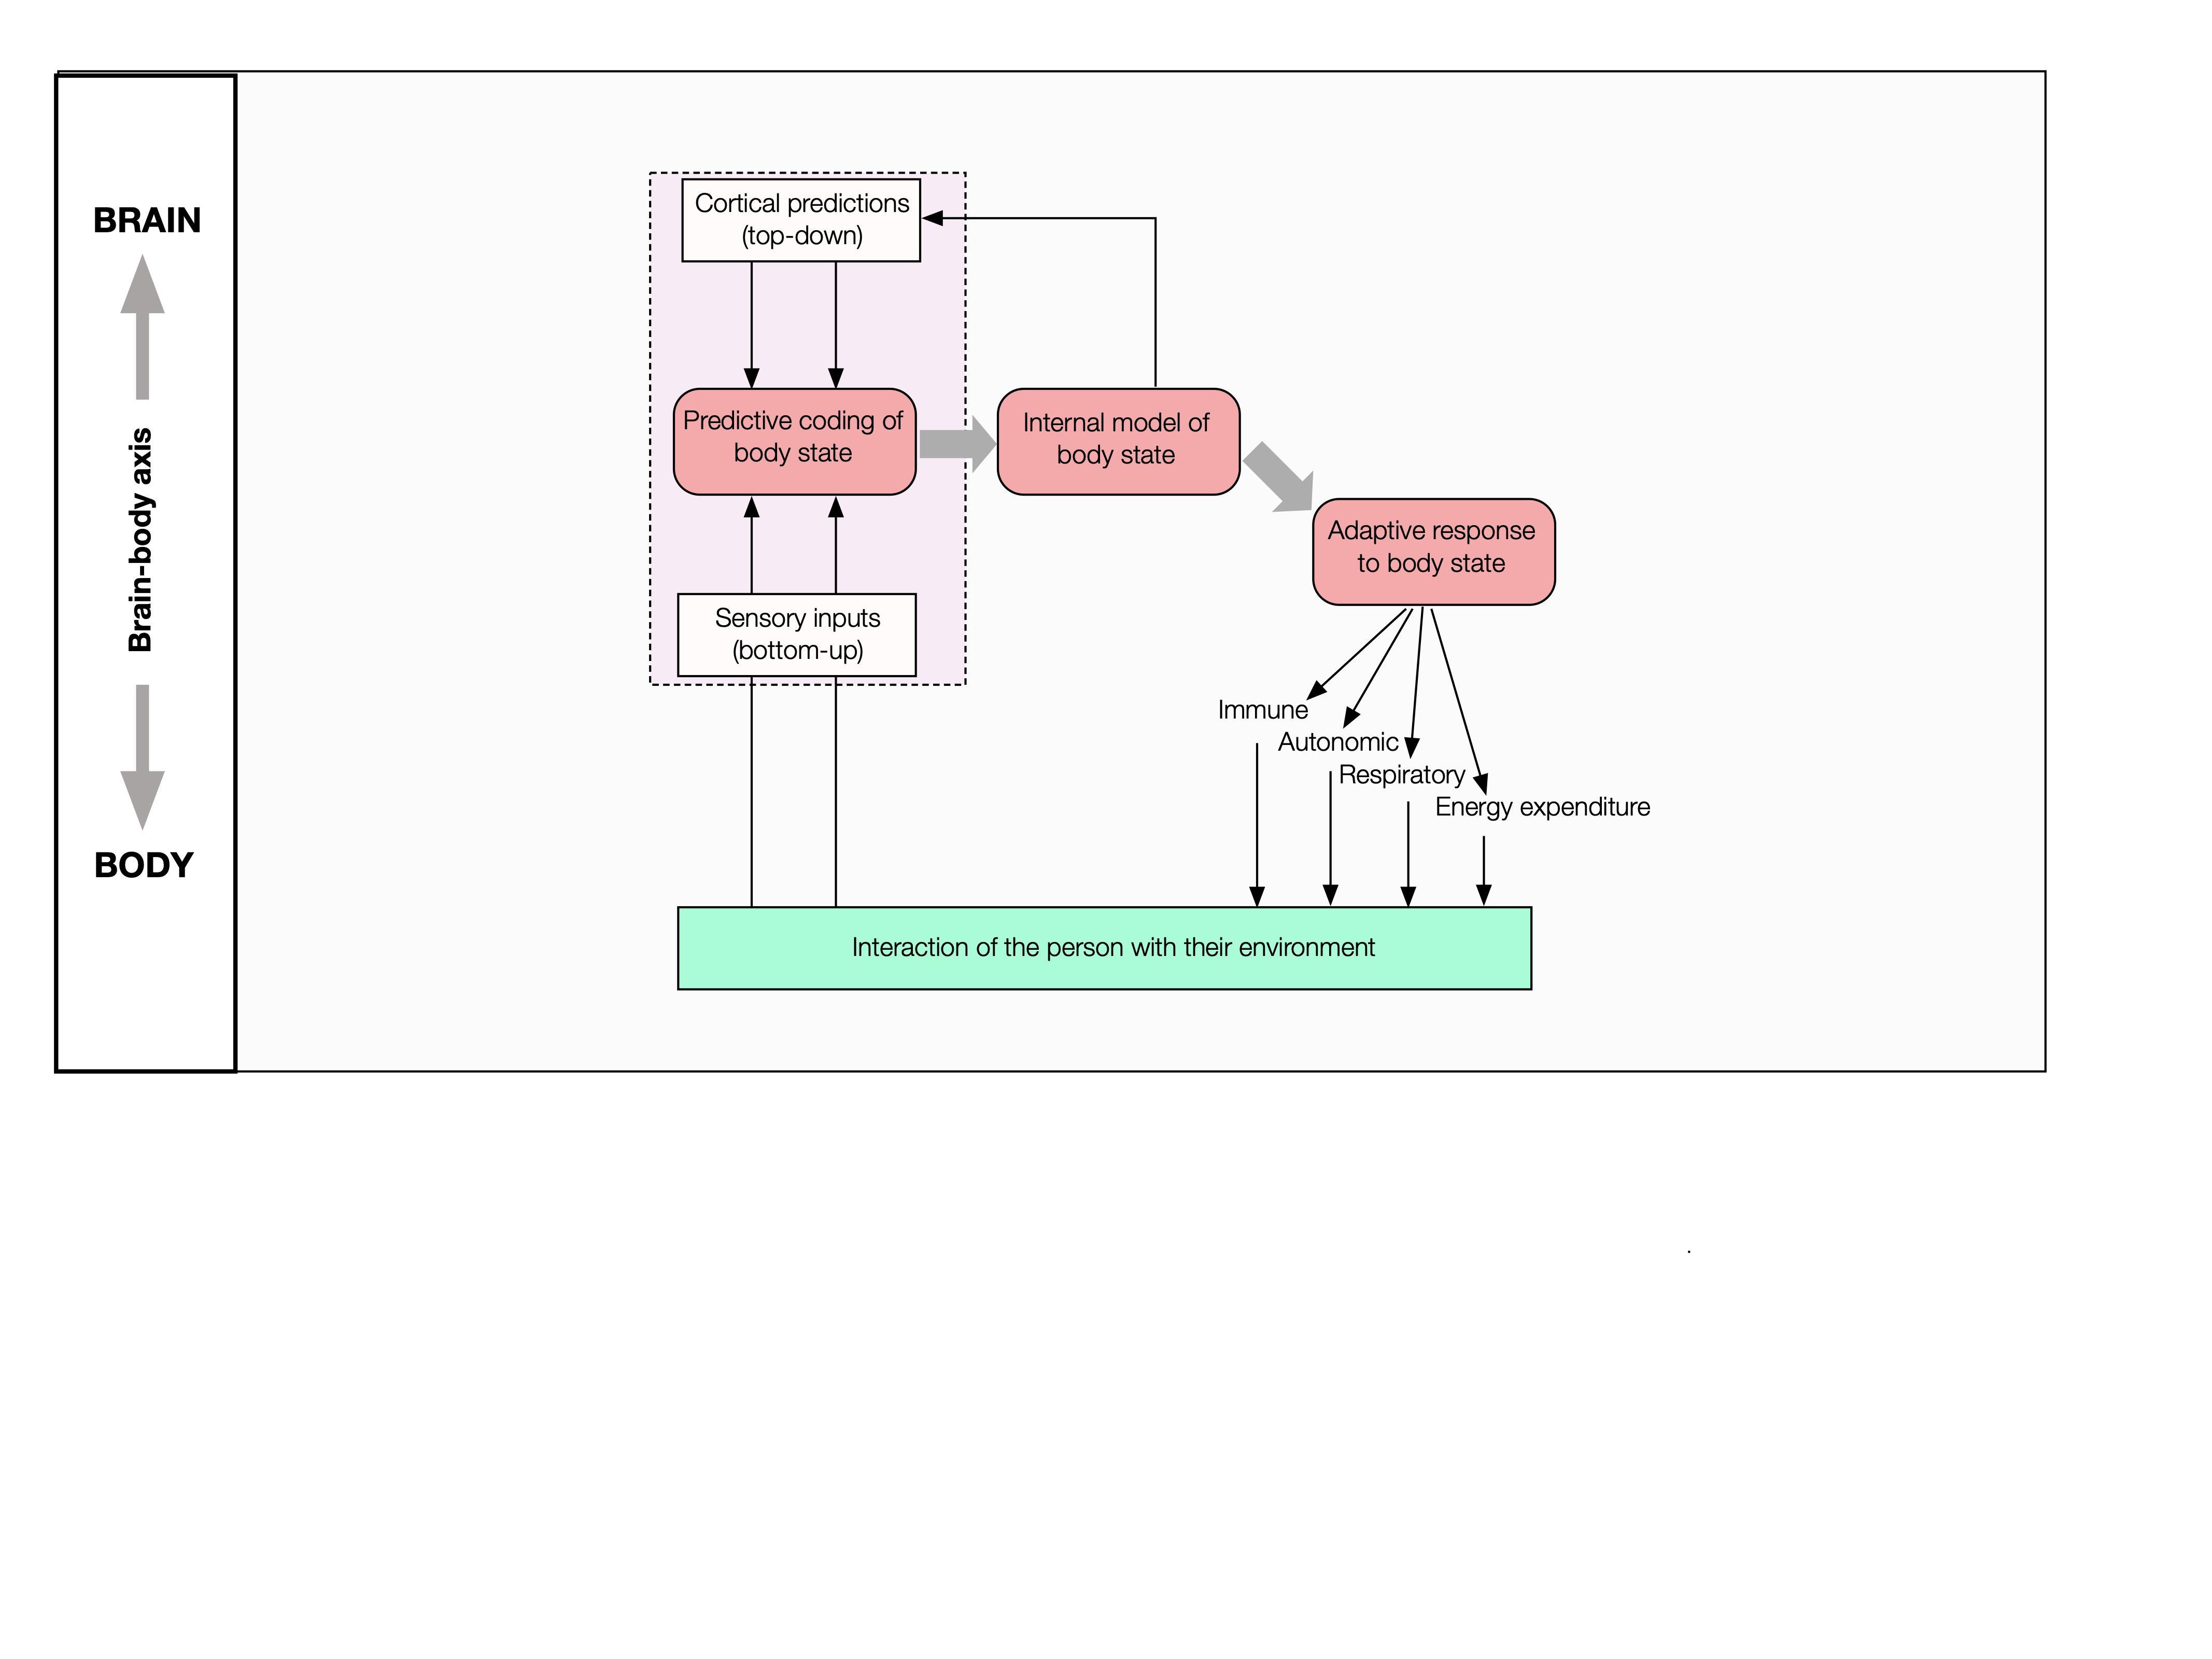 BRAIN
Brain-body axis
BODY
Cortical predictions
(top-down)
Predictive coding of
body state
Internal model of
body state
Adaptive response
to body state
Sensory inputs
(bottom-up)
Immune
Autonomic
Respiratory
Energy expenditure
Interaction of the person with their environment
.